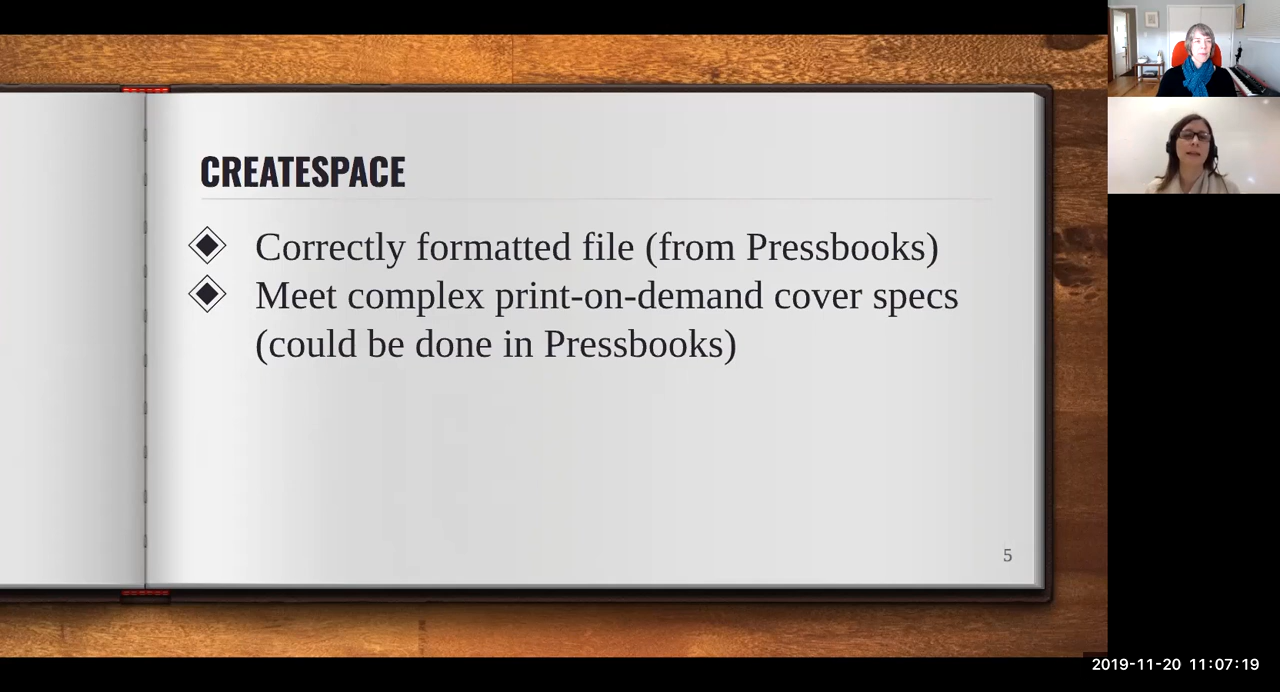 CREATESPACE
Correctly formatted file (from Pressbooks)
Meet complex print-on-demand cover specs
(could be done in Pressbooks)
5
2019-11-20 11:07:19